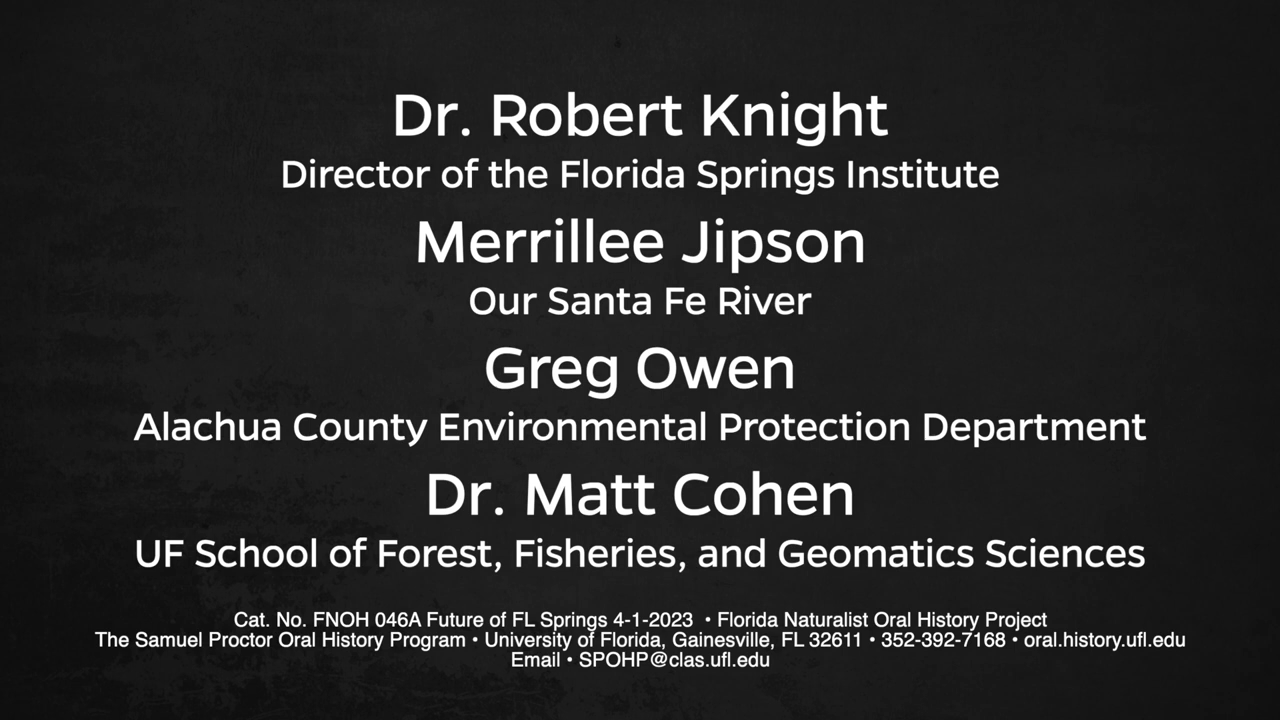 Dr. Robert Knight
Director of the Florida Springs Institute
Merrillee Jipson
Our Santa Fe River
Greg Owen
Alachua County Environmental Protection Department
Dr. Matt Cohen
UF School of Forest, Fisheries, and Geomatics Sciences
Cat. No. FNOH 046A Future of FL Springs 4-1-2023 • Florida Naturalist Oral History Project
The Samuel Proctor Oral History Program • University of Florida, Gainesville, FL 32611 • 352-392-7168 • oral.history.ufl.edu
Email • SPOHP@clas.ufl.edu